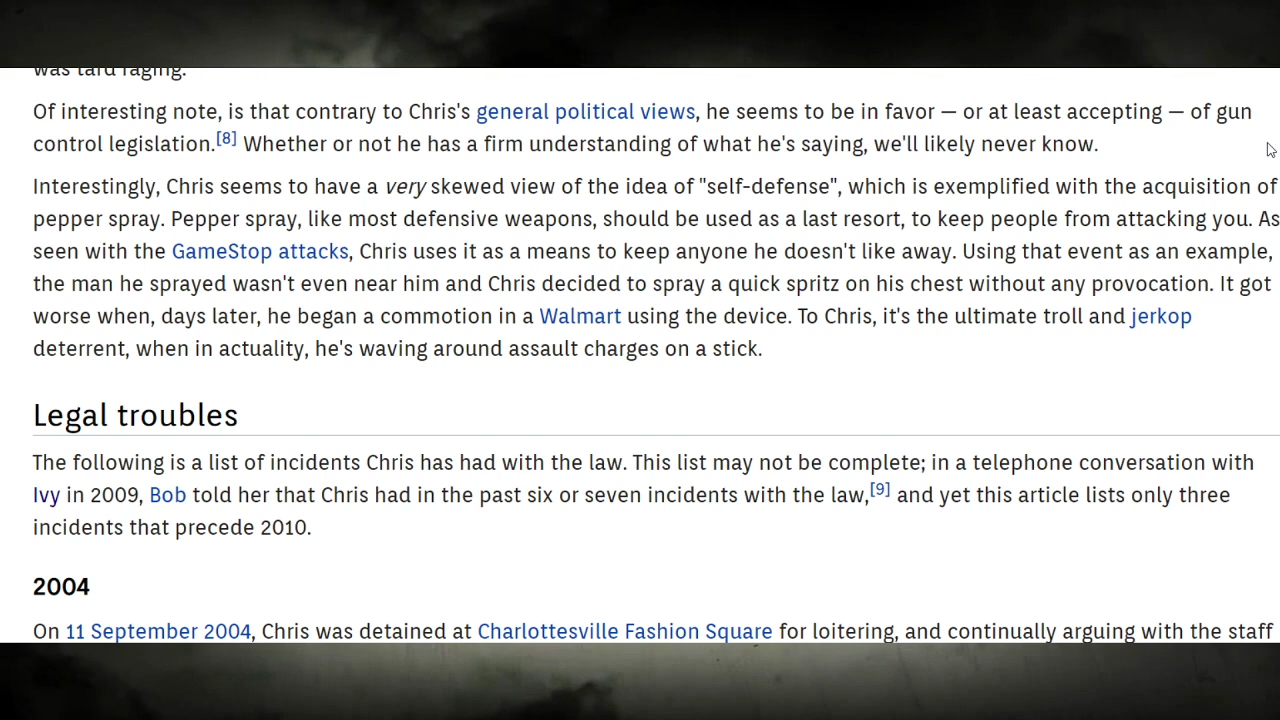 was tard raging.
Of interesting note, is that contrary to Chris's general political views, he seems to be in favor — or at least accepting — of gun
control legislation.[8] Whether or not he has a firm understanding of what he's saying, we'll likely never know.
Interestingly, Chris seems to have a very skewed view of the idea of "self-defense", which is exemplified with the acquisition of
pepper spray. Pepper spray, like most defensive weapons, should be used as a last resort, to keep people from attacking you. As
seen with the GameStop attacks, Chris uses it as a means to keep anyone he doesn't like away. Using that event as an example,
the man he sprayed wasn't even near him and Chris decided to spray a quick spritz on his chest without any provocation. It got
worse when, days later, he began a commotion in a Walmart using the device. To Chris, it's the ultimate troll and jerkop
deterrent, when in actuality, he's waving around assault charges on a stick.
Legal troubles
The following is a list of incidents Chris has had with the law. This list may not be complete; in a telephone conversation with
Ivy in 2009, Bob told her that Chris had in the past six or seven incidents with the law,[9] and yet this article lists only three
incidents that precede 2010.
2004
On 11 September 2004, Chris was detained at Charlottesville Fashion Square for loitering, and continually arguing with the staff